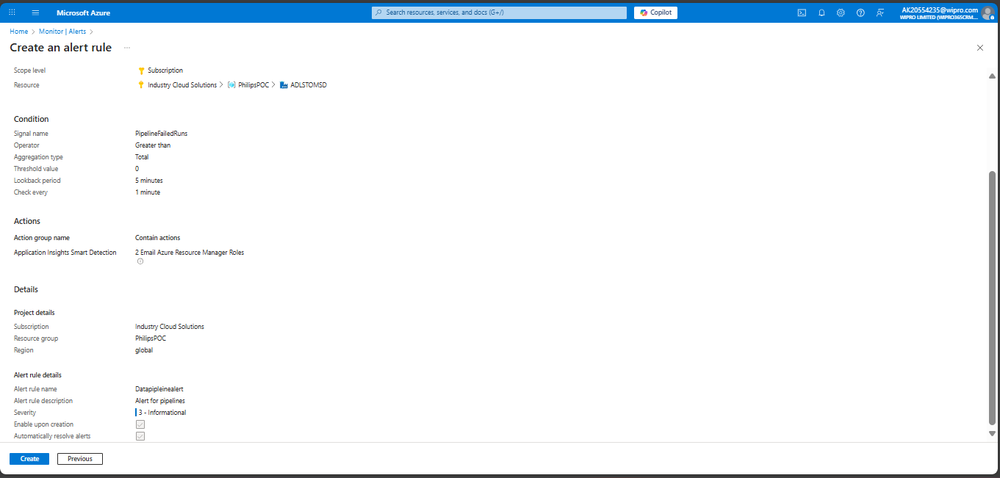 Microsoft Azure
Search resources, services, and docs (G+/)
Copilot
AK20554235@wipro.com
WIPRO LIMITED (WIPRO365CRM....
Home > Monitor | Alerts >
Create an alert rule ...
Scope level Subscription
Resource Industry Cloud Solutions > PhilipsPOC > ADLSTOMSD
Condition
Signal name PipelineFailedRuns
Operator Greater than
Aggregation type Total
Threshold value 0
Lookback period 5 minutes
Check every 1 minute
Actions
Action group name Contain actions
Application Insights Smart Detection 2 Email Azure Resource Manager Roles
Details
Project details
Subscription Industry Cloud Solutions
Resource group PhilipsPOC
Region global
Alert rule details
Alert rule name Datapipleinealert
Alert rule description Alert for pipelines
Severity 3 - Informational
Enable upon creation
Automatically resolve alerts
Create Previous